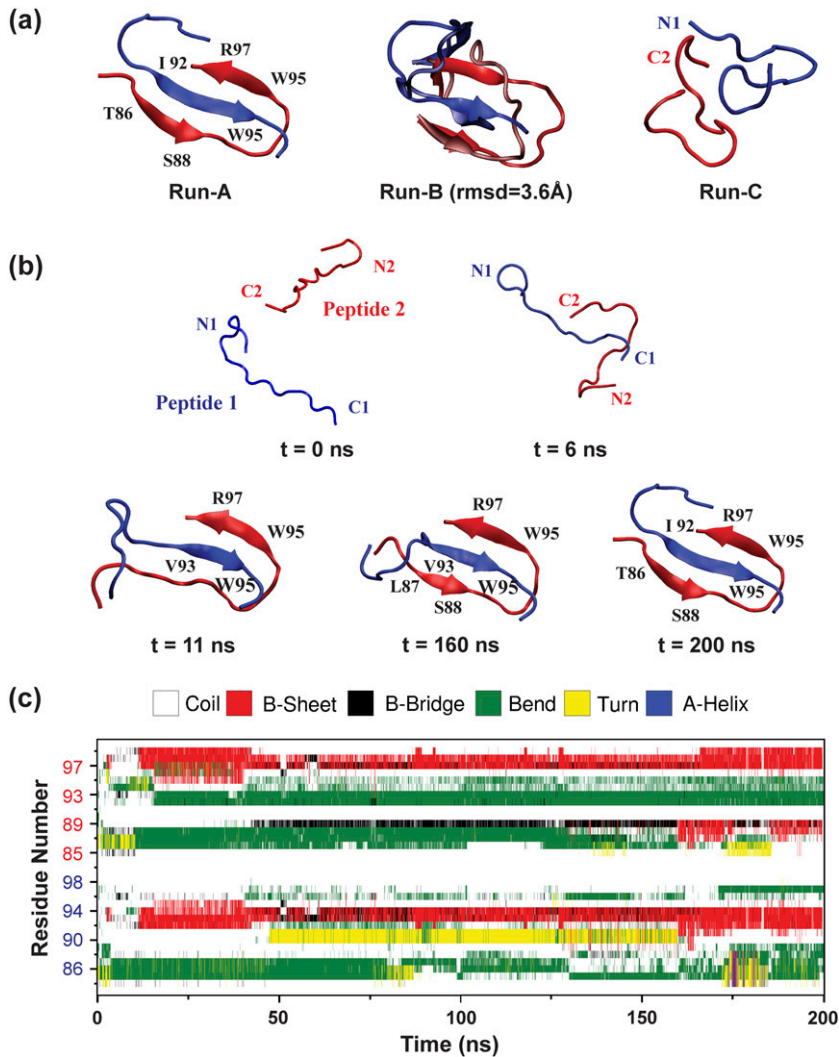 (a)
I 92 R97
W95
T86
W95
S88
Run-A
Run-B (rmsd=3.6Å)
N1
C2
Run-C
(b)
C2
N2
Peptide 2
N1
Peptide 1
C1
t = 0 ns
N1
C2
C1
N2
t = 6 ns
R97
W95
V93
W95
t = 11 ns
R97
W95
V93
L87
W95
S88
t = 160 ns
R97
I 92
W95
T86
W95
S88
t = 200 ns
(c)
Coil B-Sheet B-Bridge Bend Turn A-Helix
Residue Number
97
93
89
85
98
94
90
86
0 50 100 150 200
Time (ns)